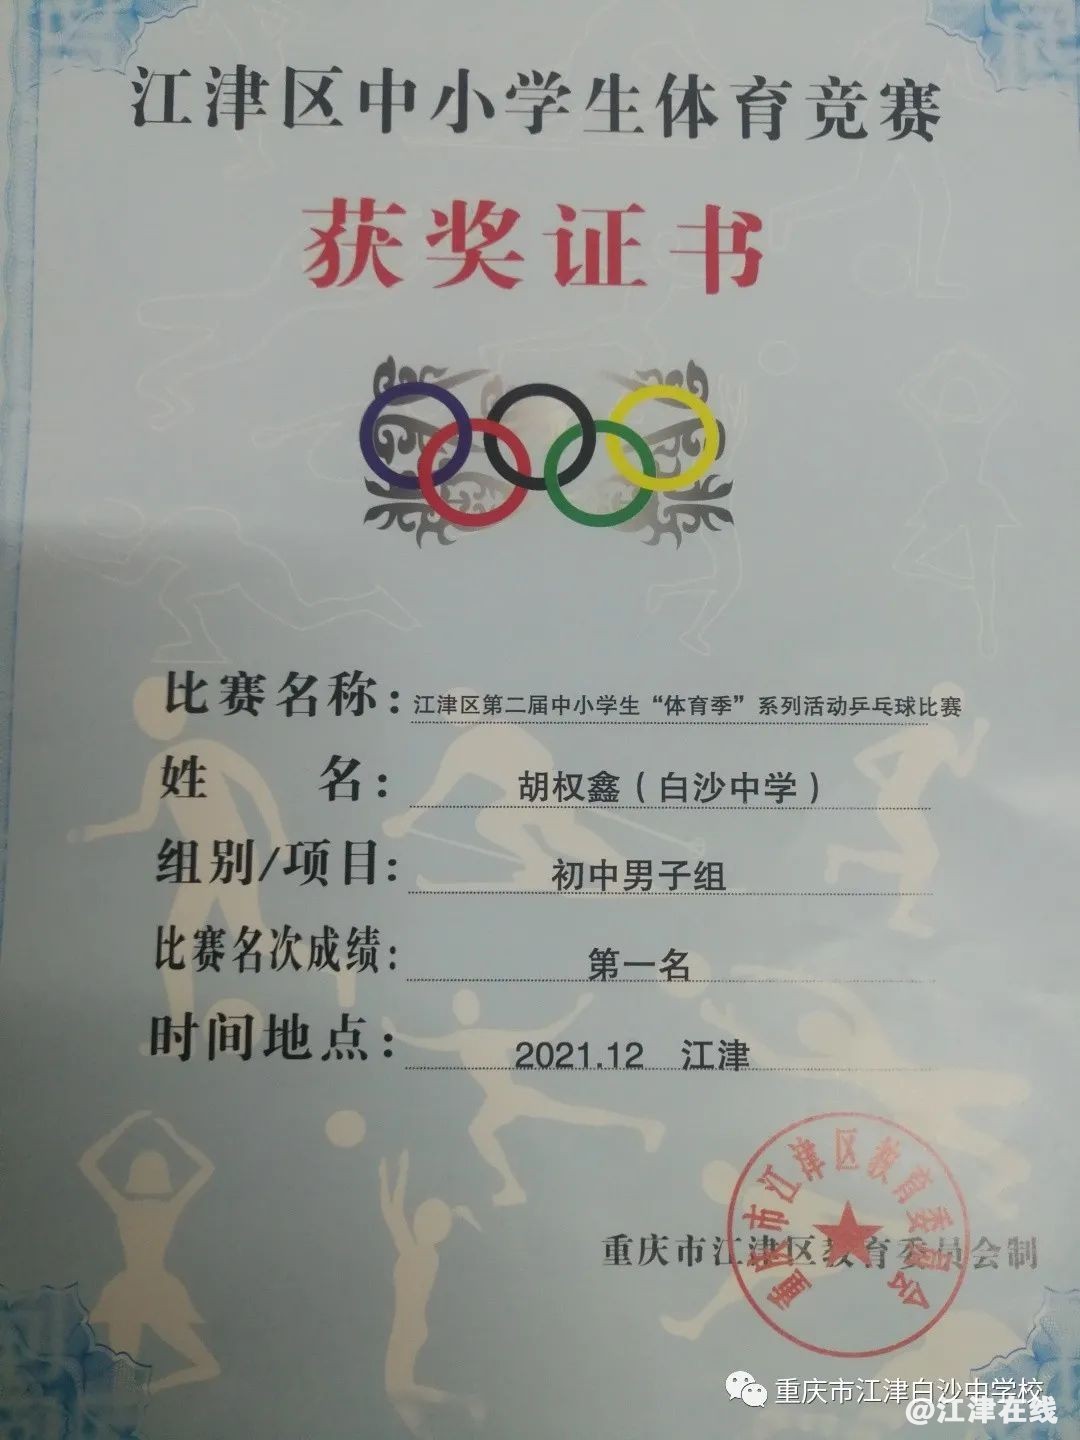 江津区中小学生体育竞赛
获奖证书
比赛名称：江津区第二届中小学生“体育季”系列活动乒乓球比赛
姓 名：胡权鑫（白沙中学）
组别/项目：初中男子组
比赛名次成绩：第一名
时间地点：2021.12 江津
重庆市江津区教育委员会
重庆市江津区教育委员会制
重庆市江津白沙中学校
@江津在线